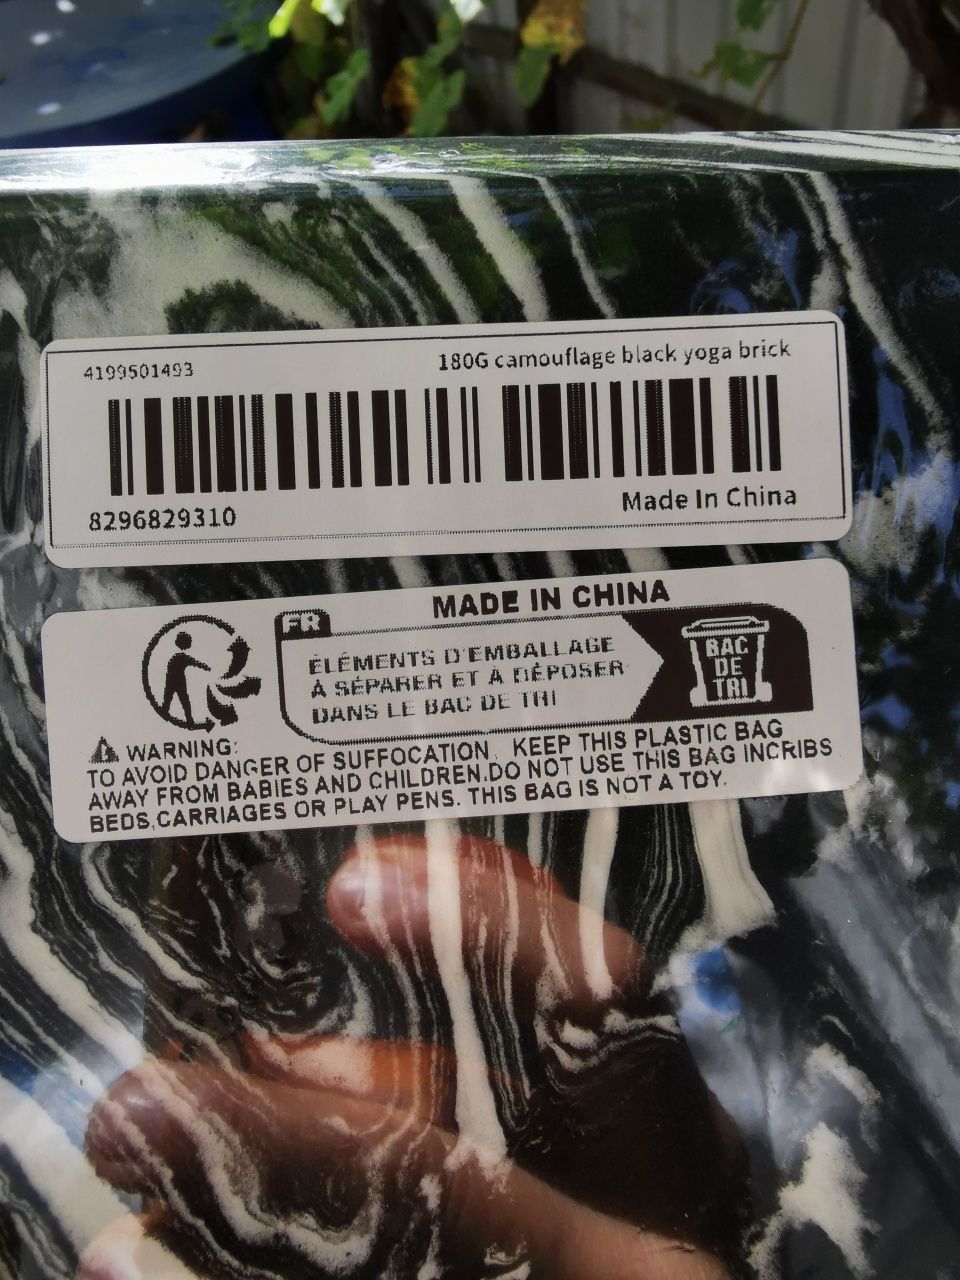 4199501493
180G camouflage black yoga brick
8296829310
Made In China
MADE IN CHINA
FR
ÉLÉMENTS D'EMBALLAGE
À SÉPARER ET À DÉPOSER
DANS LE BAC DE TRI
BAC
DE
TRI
WARNING:
TO AVOID DANGER OF SUFFOCATION, KEEP THIS PLASTIC BAG
AWAY FROM BABIES AND CHILDREN.DO NOT USE THIS BAG INCRIBS
BEDS,CARRIAGES OR PLAY PENS. THIS BAG IS NOT A TOY.